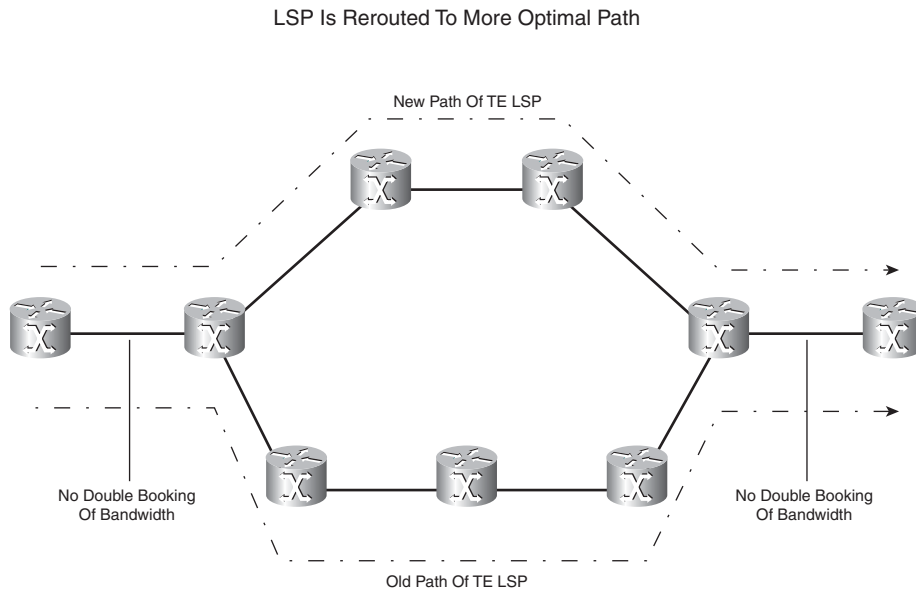 LSP Is Rerouted To More Optimal Path
New Path Of TE LSP
No Double Booking
Of Bandwidth
No Double Booking
Of Bandwidth
Old Path Of TE LSP